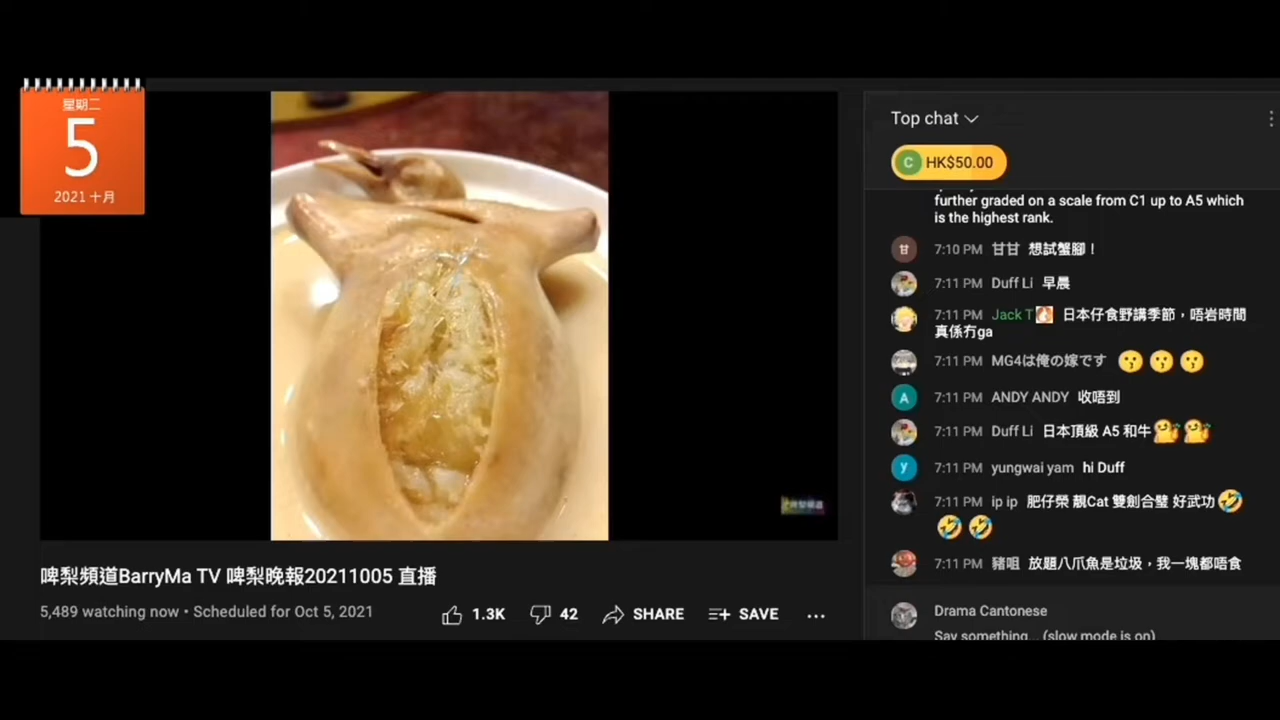 星期二
5
2021 十月
Top chat
C HK$50.00
further graded on a scale from C1 up to A5 which
is the highest rank.
甘 7:10 PM 甘甘 想試蟹腳！
7:11 PM Duff Li 早晨
7:11 PM Jack T 日本仔食野講季節，唔岩時間
真係冇ga
7:11 PM MG4は俺の嫁です 😗 😗 😗
A 7:11 PM ANDY ANDY 收唔到
7:11 PM Duff Li 日本頂級 A5 和牛
y 7:11 PM yungwai yam hi Duff
7:11 PM ip ip 肥仔榮 靚Cat 雙劍合璧 好武功 🤣
🤣 🤣
7:11 PM 豬咀 放題八爪魚是垃圾，我一塊都唔食
啤梨頻道BarryMa TV 啤梨晚報20211005 直播
5,489 watching now • Scheduled for Oct 5, 2021
1.3K 42 SHARE SAVE ...
Drama Cantonese
Say something... (slow mode is on)